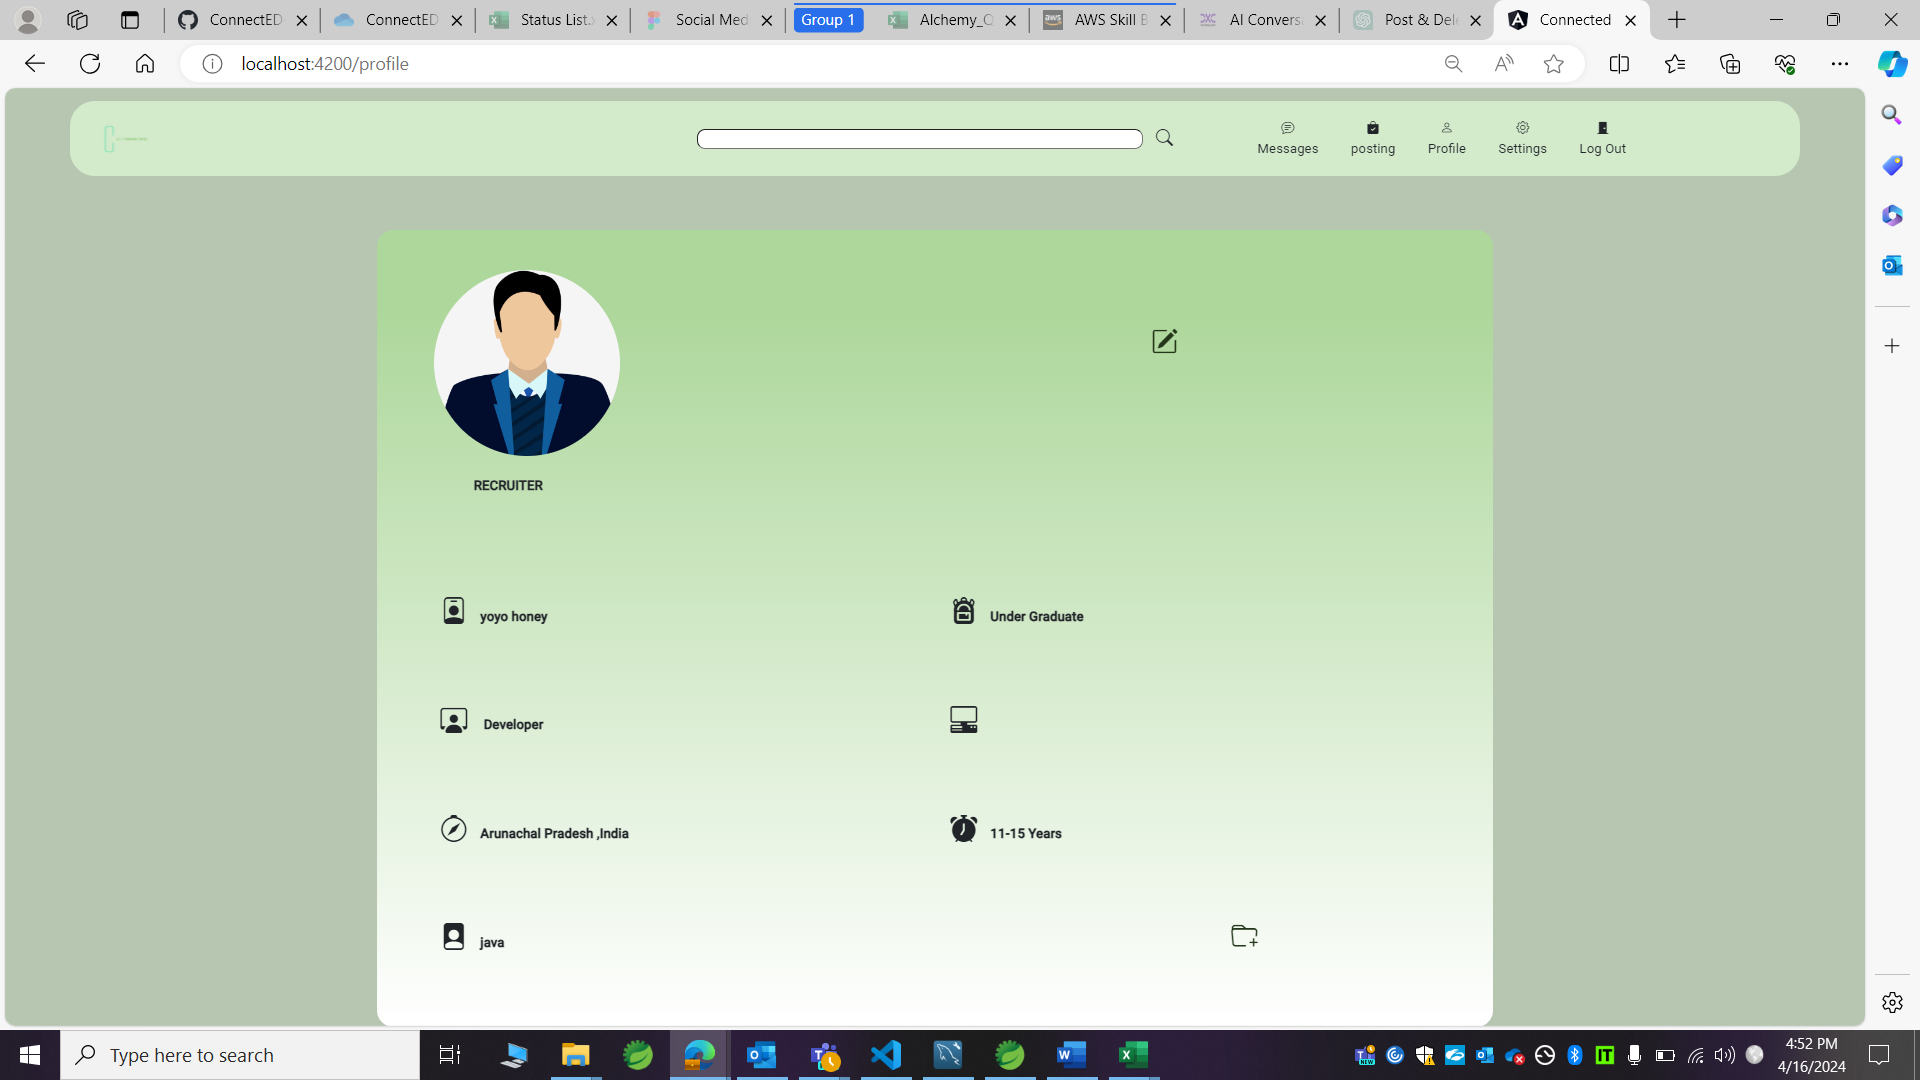 ConnectED
ConnectED
Status List.
Social Med
Group 1
Alchemy_
AWS Skill B
AI Convers
Post & Del
Connected
localhost:4200/profile
Messages
posting
Profile
Settings
Log Out
RECRUITER
yoyo honey
Under Graduate
Developer
Arunachal Pradesh ,India
11-15 Years
java
Type here to search
4:52 PM
4/16/2024